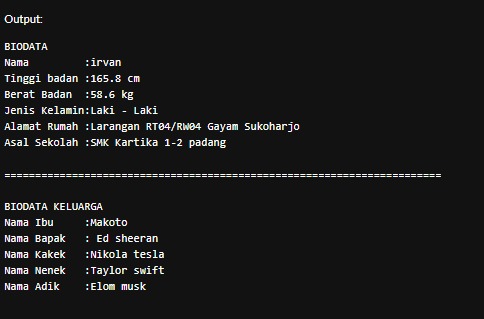 Output:
BIODATA
Nama         :irvan
Tinggi badan :165.8 cm
Berat Badan  :58.6 kg
Jenis Kelamin:Laki - Laki
Alamat Rumah :Larangan RT04/RW04 Gayam Sukoharjo
Asal Sekolah :SMK Kartika 1-2 padang
=======================================================================
BIODATA KELUARGA
Nama Ibu     :Makoto
Nama Bapak   : Ed sheeran
Nama Kakek   :Nikola tesla
Nama Nenek   :Taylor swift
Nama Adik    :Elom musk